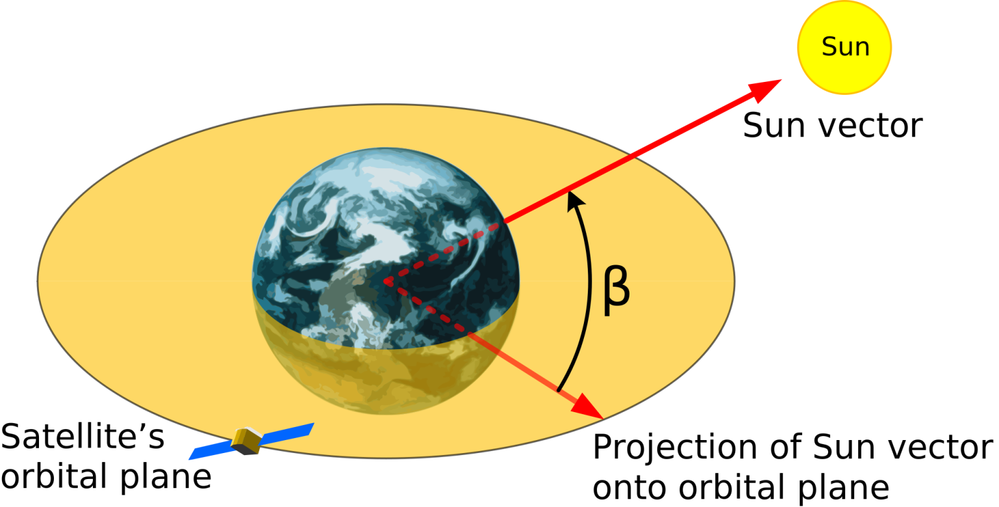 Sun
Sun vector
β
Satellite’s
orbital plane
Projection of Sun vector
onto orbital plane